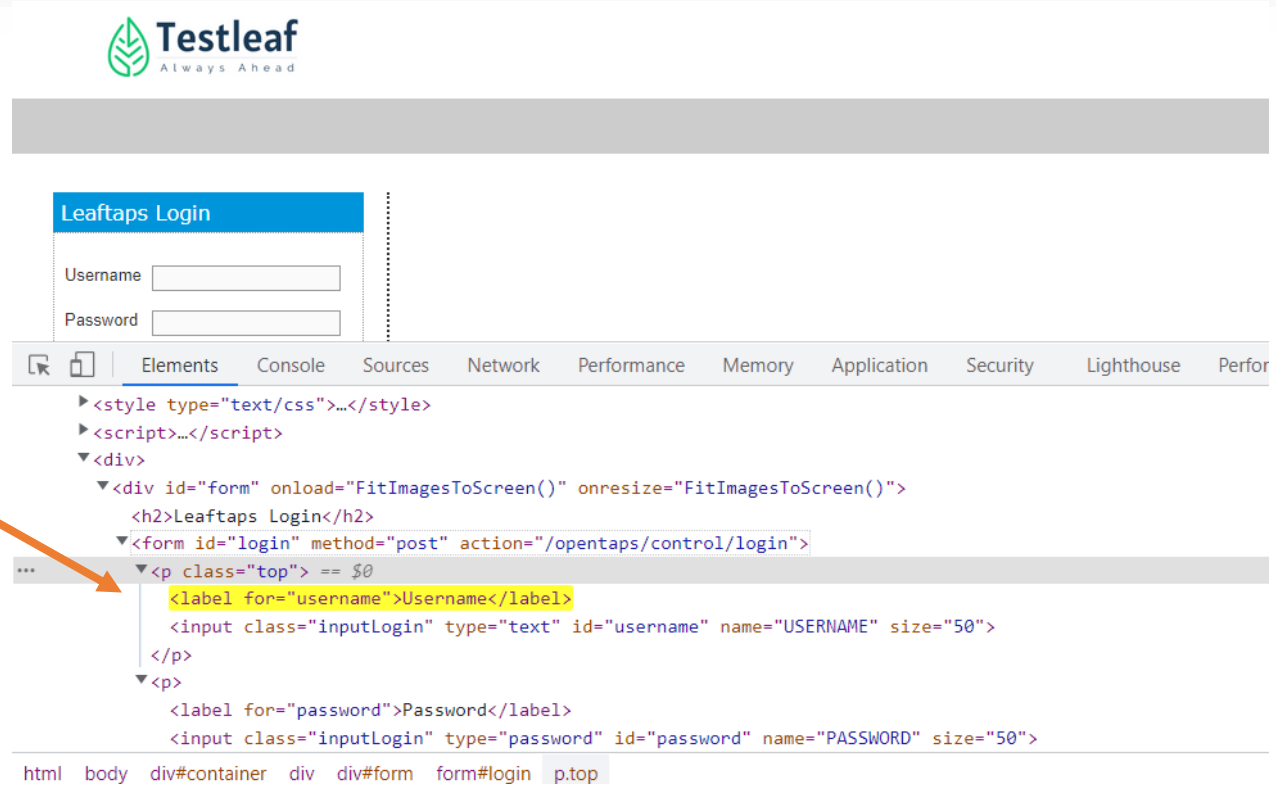 Testleaf
Always Ahead
Leaftaps Login
Username
Password
Elements Console Sources Network Performance Memory Application Security Lighthouse Perfor
<style type="text/css">…</style>
<script>…</script>
<div>
<div id="form" onload="FitImagesToScreen()" onresize="FitImagesToScreen()">
<h2>Leaftaps Login</h2>
<form id="login" method="post" action="/opentaps/control/login">
... <p class="top"> == $0
<label for="username">Username</label>
<input class="inputLogin" type="text" id="username" name="USERNAME" size="50">
</p>
<p>
<label for="password">Password</label>
<input class="inputLogin" type="password" id="password" name="PASSWORD" size="50">
html body div#container div div#form form#login p.top